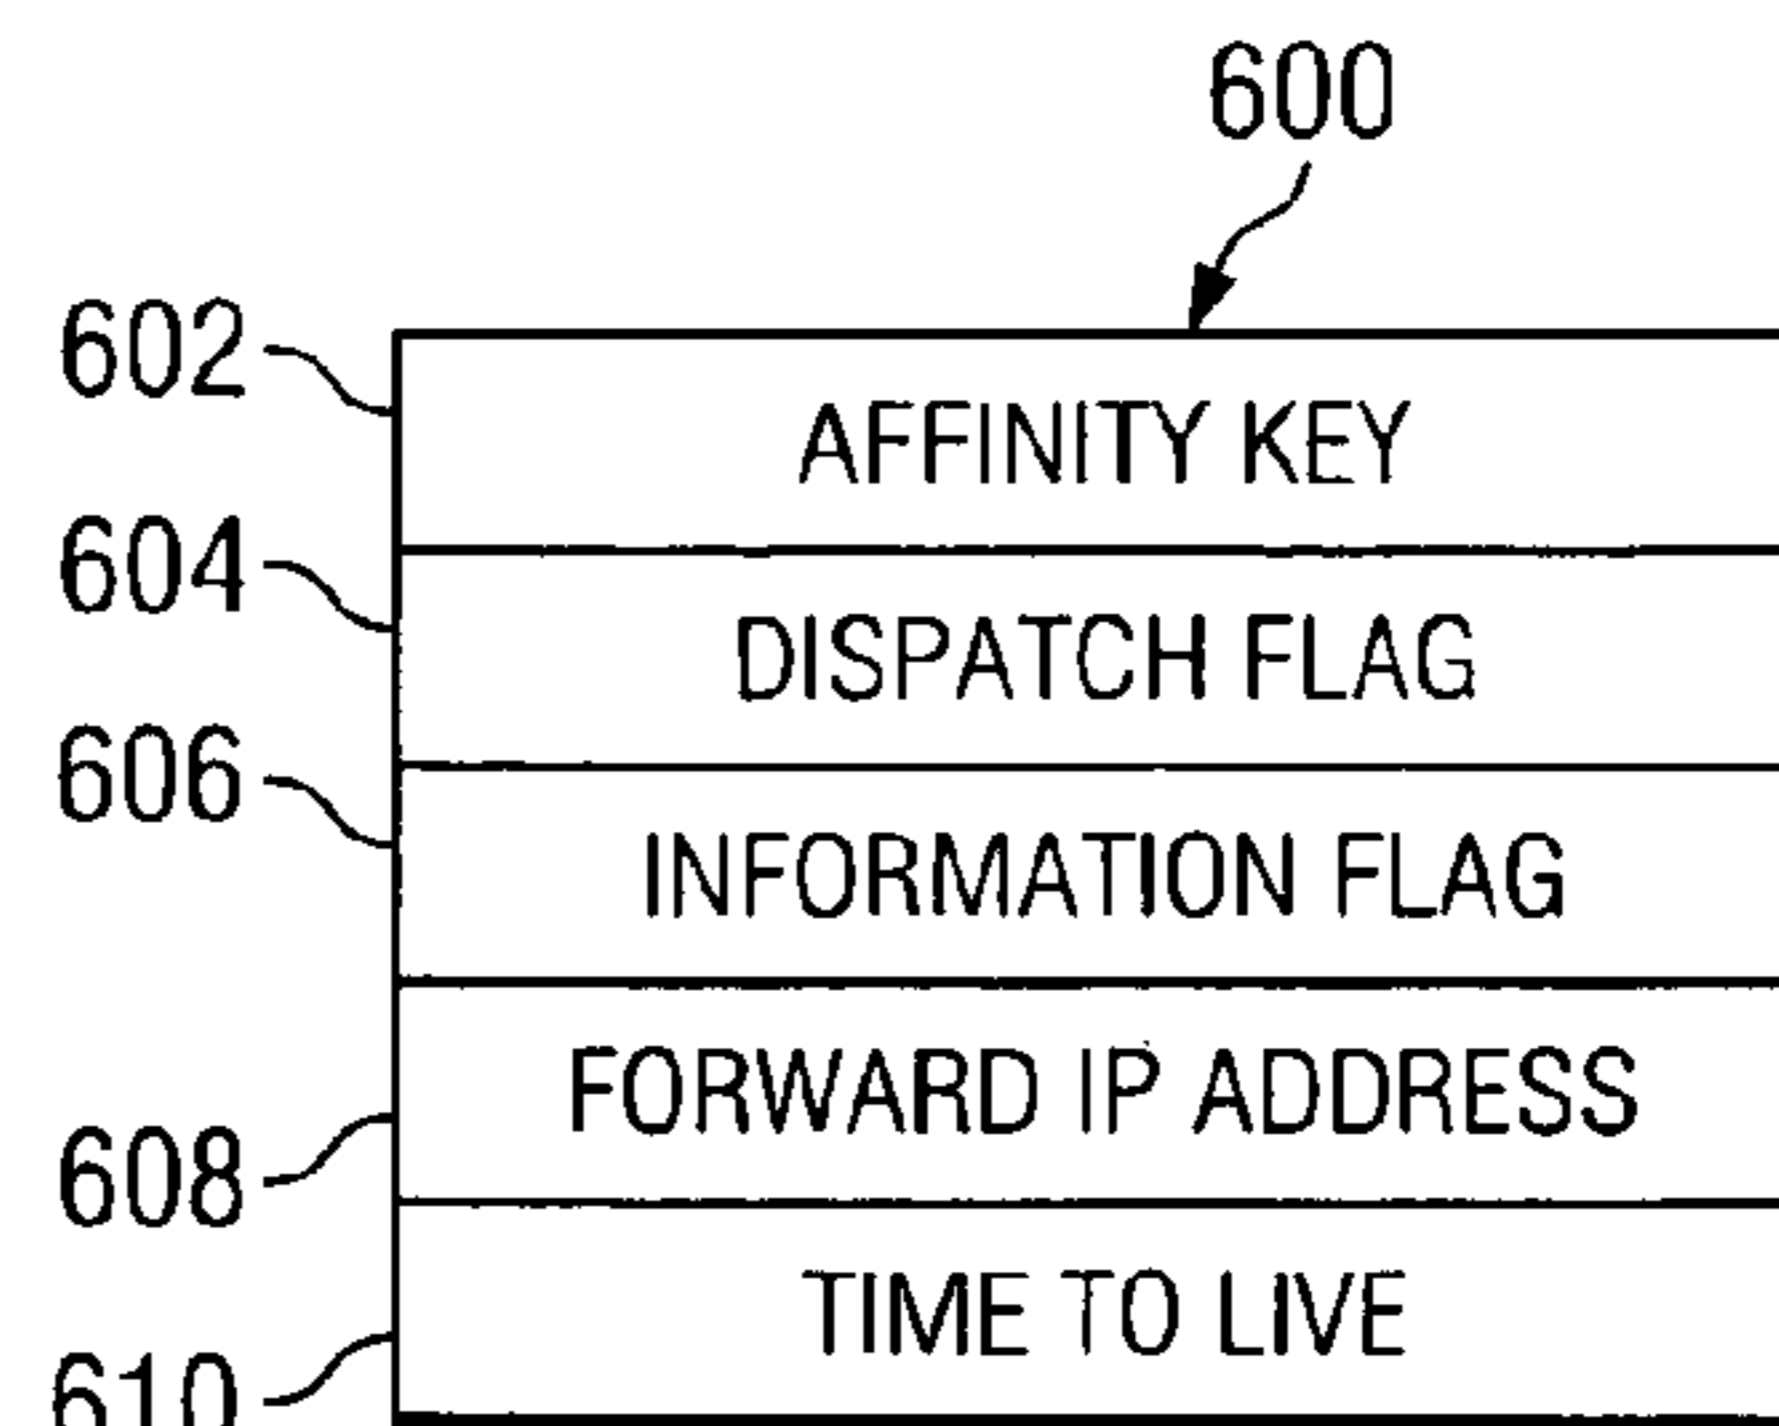 600
602 AFFINITY KEY
604 DISPATCH FLAG
606 INFORMATION FLAG
608 FORWARD IP ADDRESS
610 TIME TO LIVE